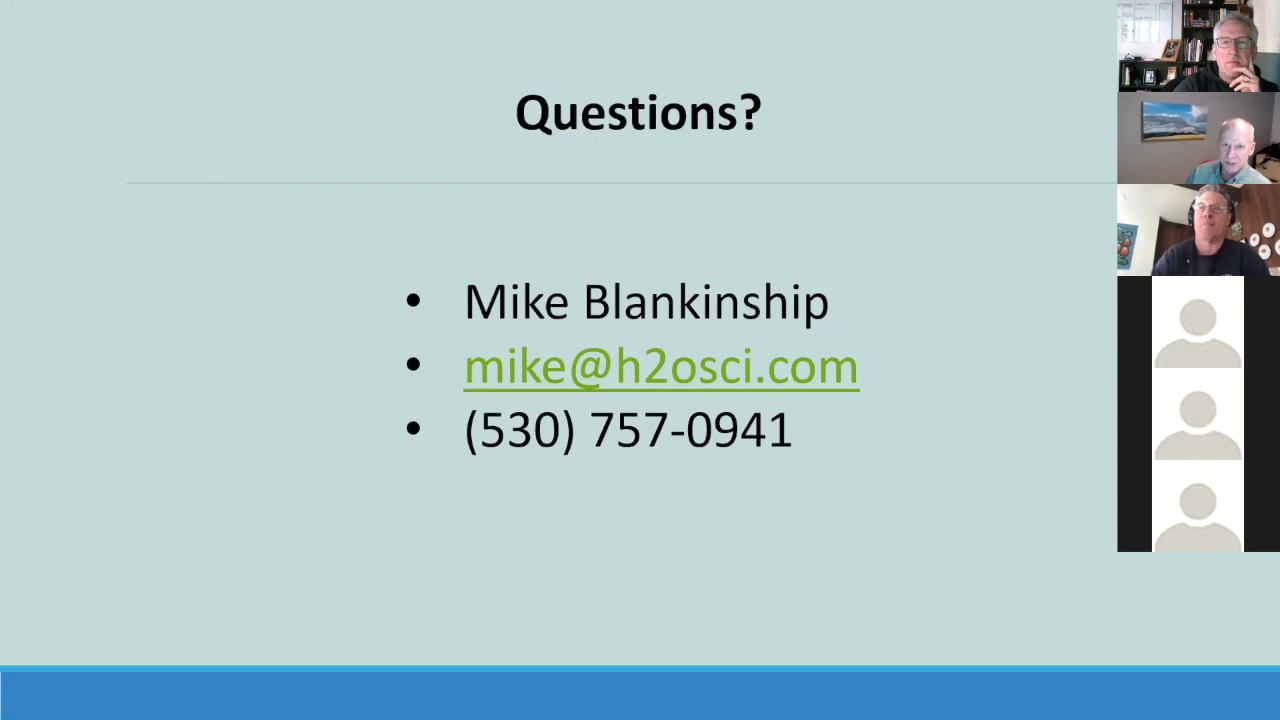 Questions?
• Mike Blankinship
• mike@h2osci.com
• (530) 757-0941